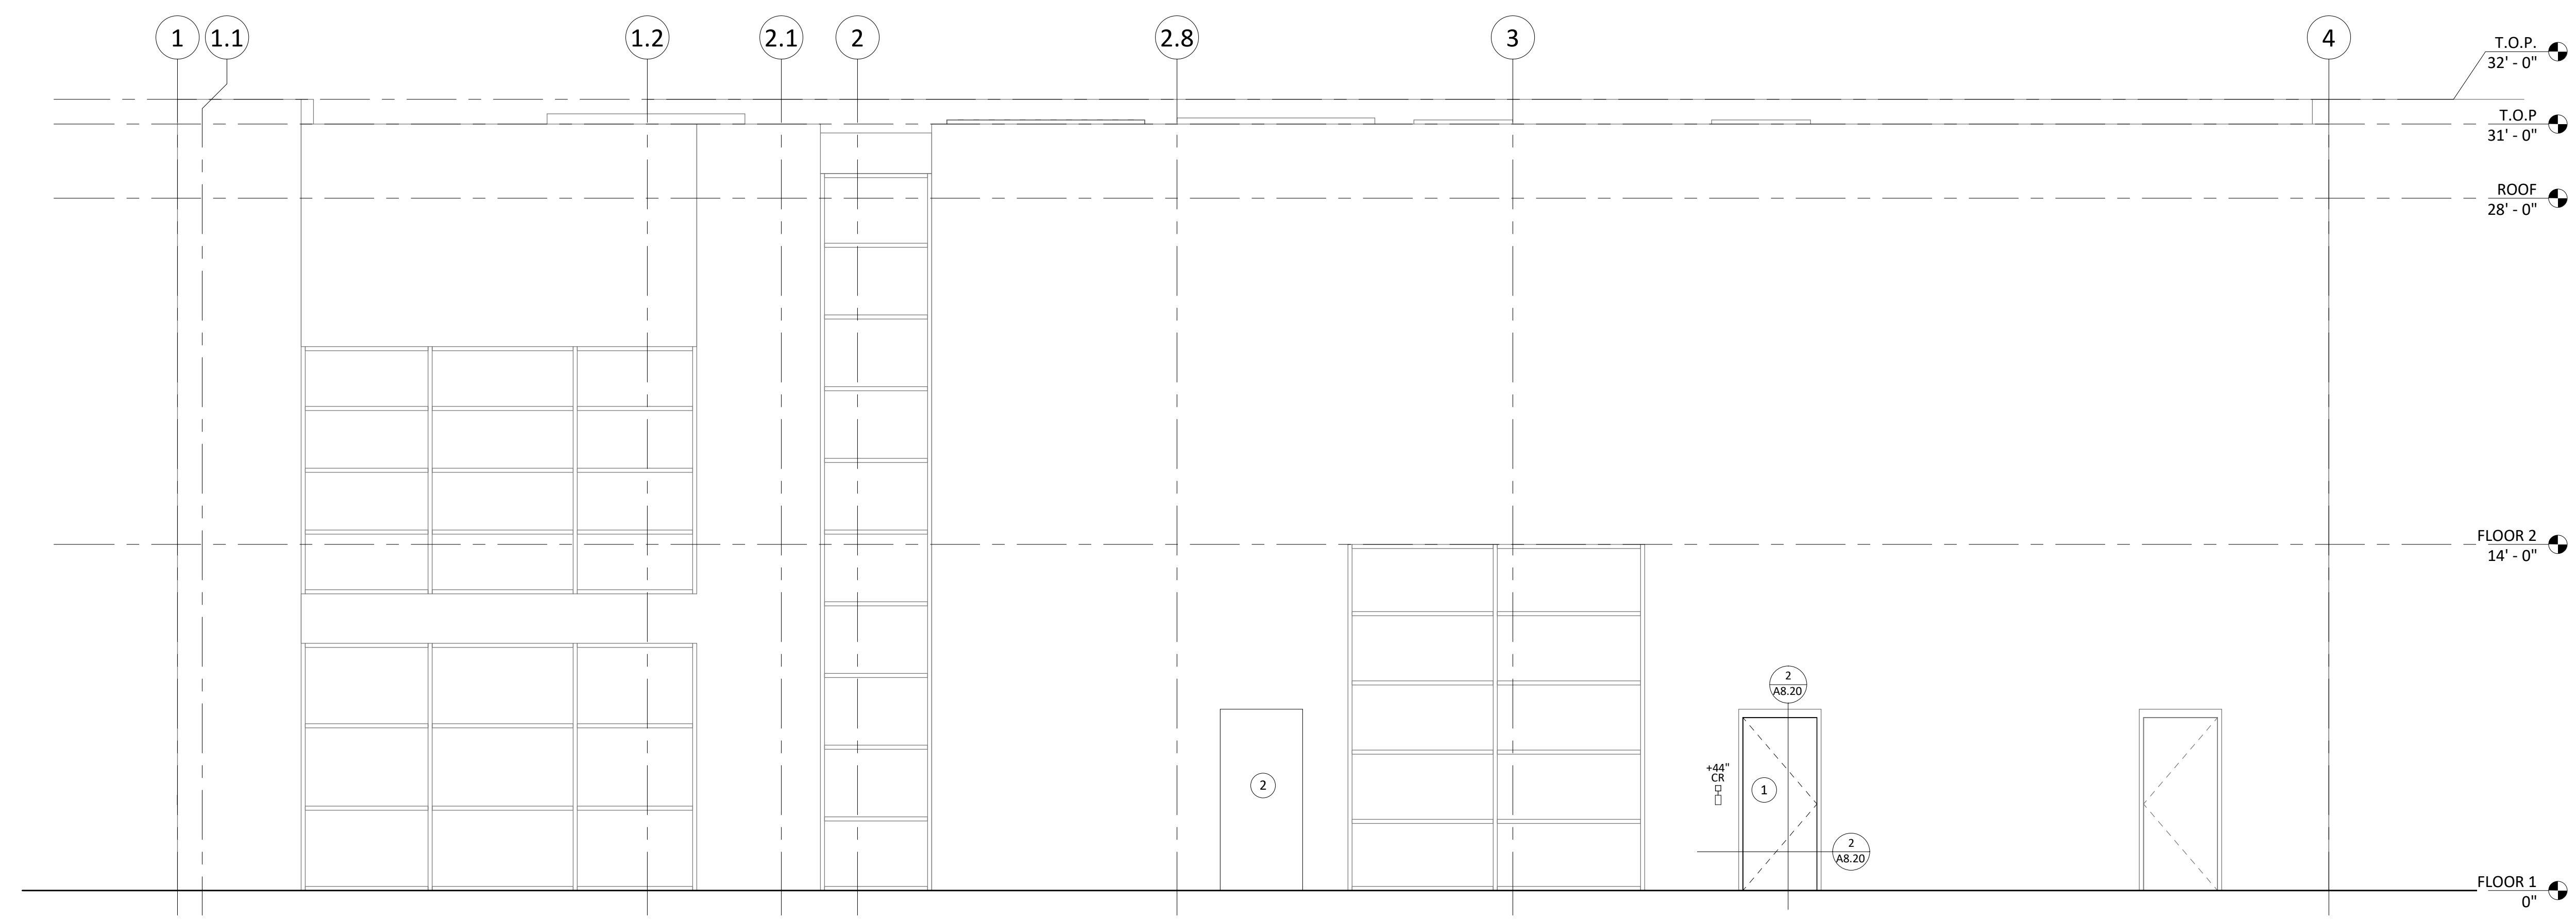 1
1.1
1.2
2.1
2
2.8
3
4
T.O.P.
32' - 0"
T.O.P
31' - 0"
ROOF
28' - 0"
FLOOR 2
14' - 0"
2
A8.20
+44"
CR
1
2
2
A8.20
FLOOR 1
0"